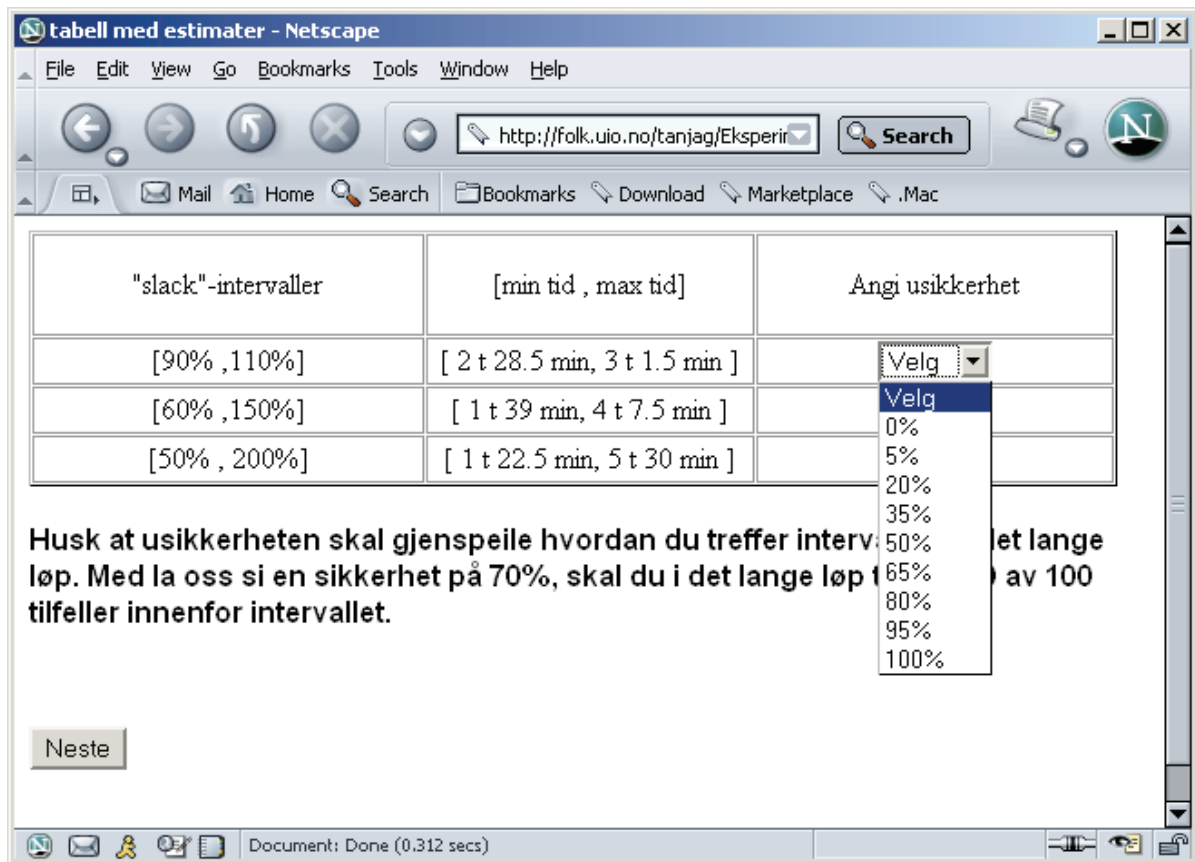 tabell med estimater - Netscape
File Edit View Go Bookmarks Tools Window Help
http://folk.uio.no/tanjag/Eksperin Search
Mail Home Search Bookmarks Download Marketplace .Mac
"slack"-intervaller [min tid , max tid] Angi usikkerhet
[90% ,110%] [ 2 t 28.5 min, 3 t 1.5 min ] Velg
[60% ,150%] [ 1 t 39 min, 4 t 7.5 min ]
[50% , 200%] [ 1 t 22.5 min, 5 t 30 min ]
Velg
0%
5%
20%
35%
50%
65%
80%
95%
100%
Husk at usikkerheten skal gjenspeile hvordan du treffer interv let lange
løp. Med la oss si en sikkerhet på 70%, skal du i det lange løp t av 100
tilfeller innenfor intervallet.
Neste
Document: Done (0.312 secs)